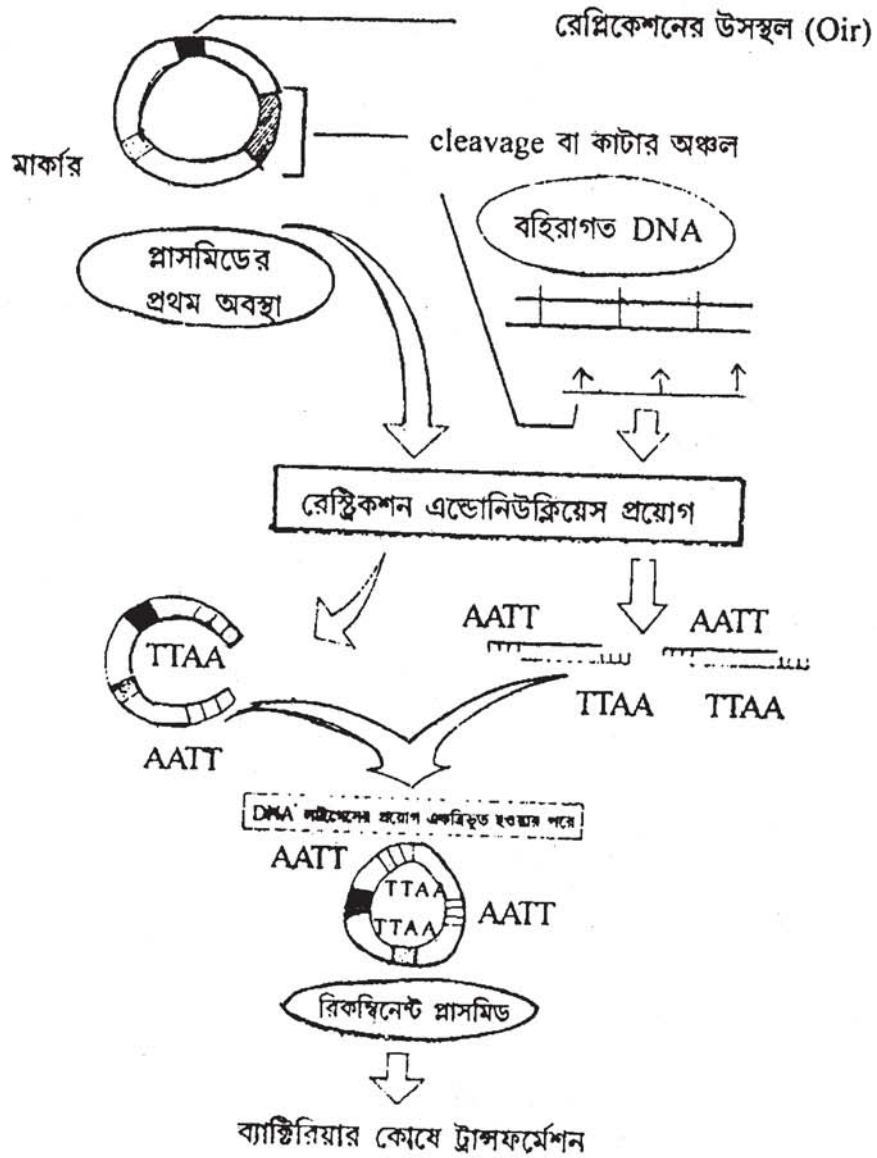 রেপ্লিকেশনের উসস্থল (Oir)
cleavage বা কাটার অঞ্চল
মার্কার
বহিরাগত DNA
প্লাসমিডের
প্রথম অবস্থা
রেস্ট্রিকশন এন্ডোনিউক্লিয়েস প্রয়োগ
AATT
AATT
TTAA
TTAA
TTAA
AATT
DNA লাইগেসের প্রয়োগ একত্রিভূত হওয়ার পরে
AATT
TTAA
AATT
TTAA
রিকম্বিনেন্ট প্লাসমিড
ব্যাক্টিরিয়ার কোষে ট্রান্সফর্মেশন